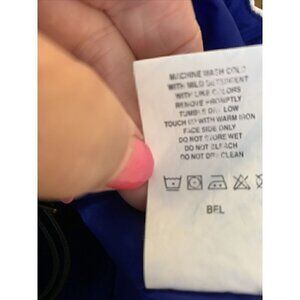 MACHINE WASH COLD
WITH MILD DETERGENT
WITH LIKE COLORS
REMOVE PROMPTLY
TUMBLE DRY LOW
TOUCH UP WITH WARM IRON
FACE SIDE ONLY
DO NOT STORE WET
DO NOT BLEACH
DO NOT DRY CLEAN
BFL